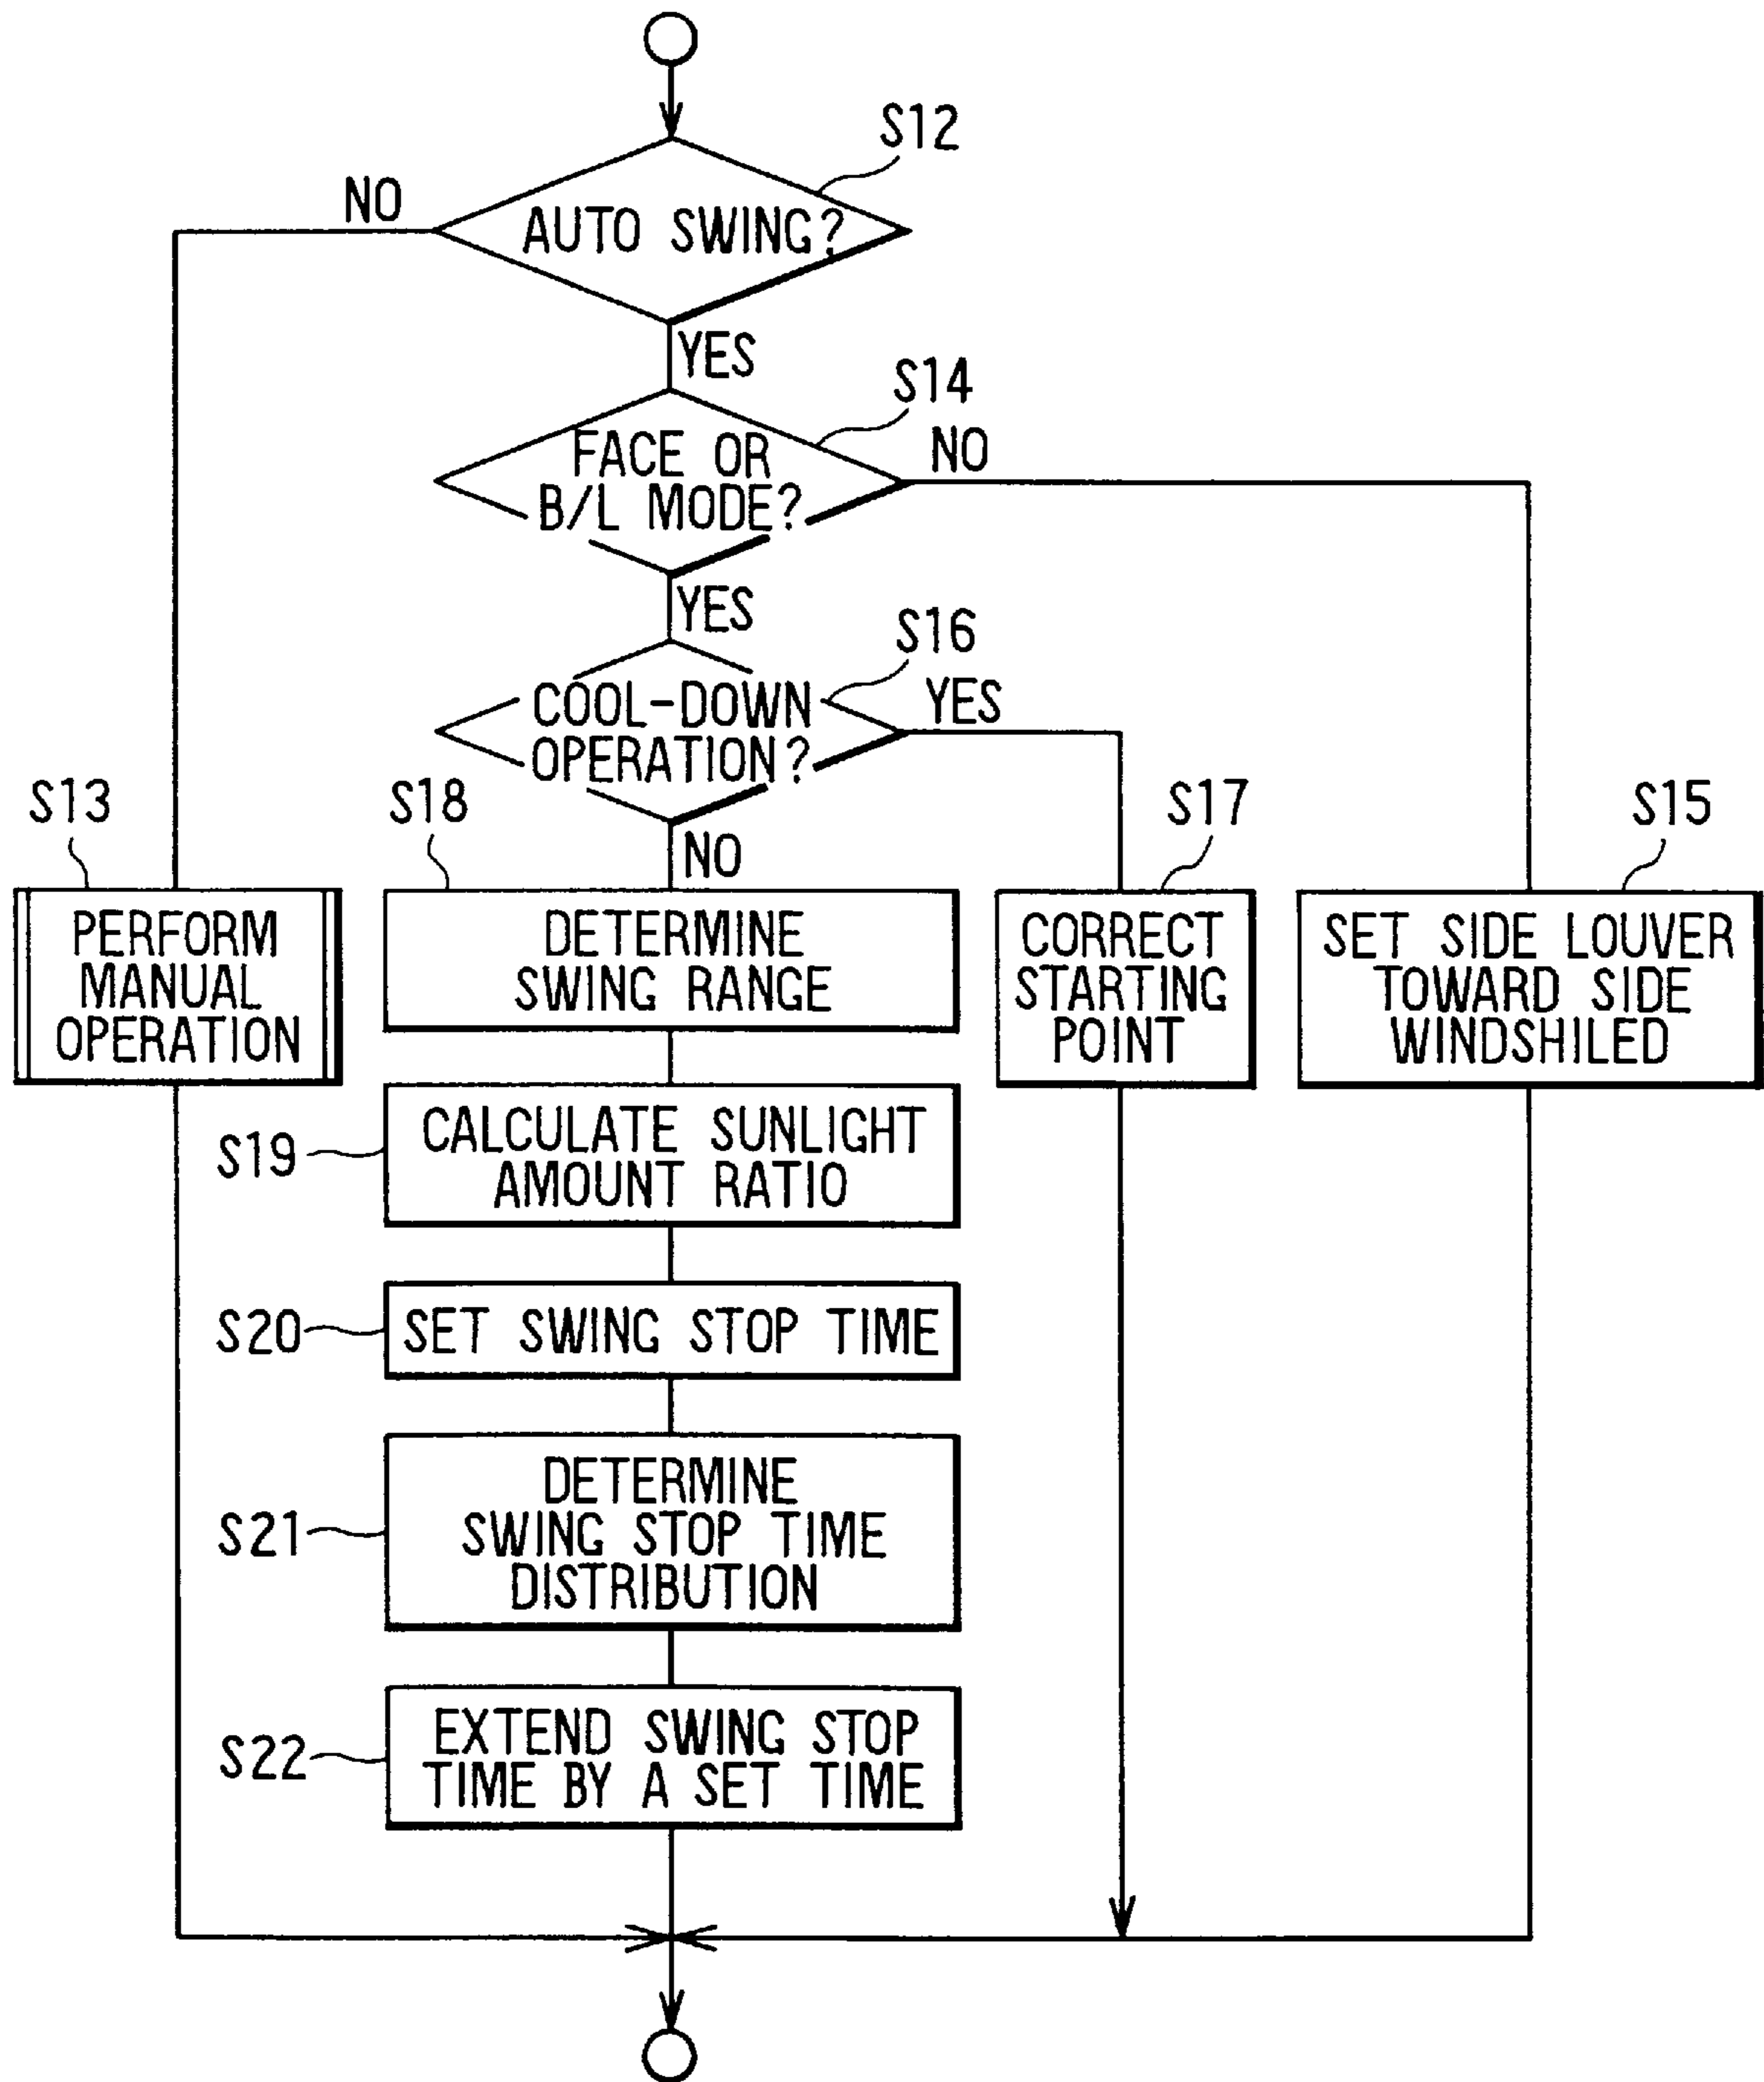 S12
NO
AUTO SWING?
YES
S14
NO
FACE OR
B/L MODE?
YES
S16
YES
COOL-DOWN
OPERATION?
NO
S13
PERFORM
MANUAL
OPERATION
S18
DETERMINE
SWING RANGE
S17
CORRECT
STARTING
POINT
S15
SET SIDE LOUVER
TOWARD SIDE
WINDSHILED
S19
CALCULATE SUNLIGHT
AMOUNT RATIO
S20
SET SWING STOP TIME
S21
DETERMINE
SWING STOP TIME
DISTRIBUTION
S22
EXTEND SWING STOP
TIME BY A SET TIME